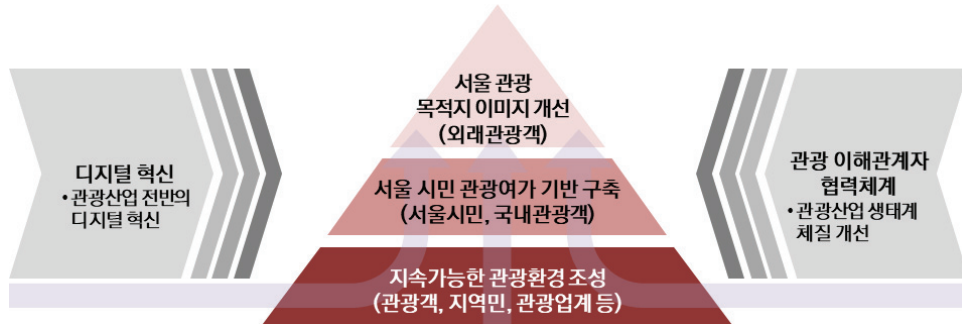 서울 관광
목적지 이미지 개선
(외래관광객)
디지털 혁신
• 관광산업 전반의
디지털 혁신
서울 시민 관광여가 기반 구축
(서울시민, 국내관광객)
관광 이해관계자
협력체계
• 관광산업 생태계
체질 개선
지속가능한 관광환경 조성
(관광객, 지역민, 관광업계 등)